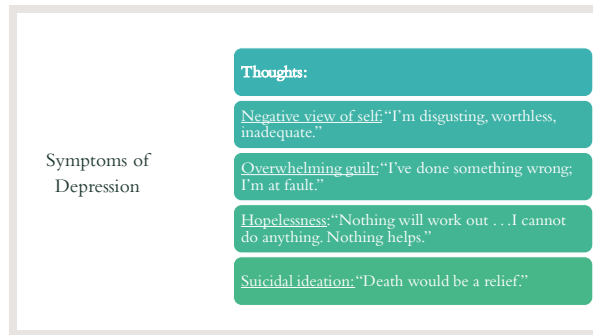 Symptoms of
Depression
Thoughts:
Negative view of self: “I’m disgusting, worthless,
inadequate.”
Overwhelming guilt: “I’ve done something wrong;
I’m at fault.”
Hopelessness: “Nothing will work out . . .I cannot
do anything. Nothing helps.”
Suicidal ideation: “Death would be a relief.”